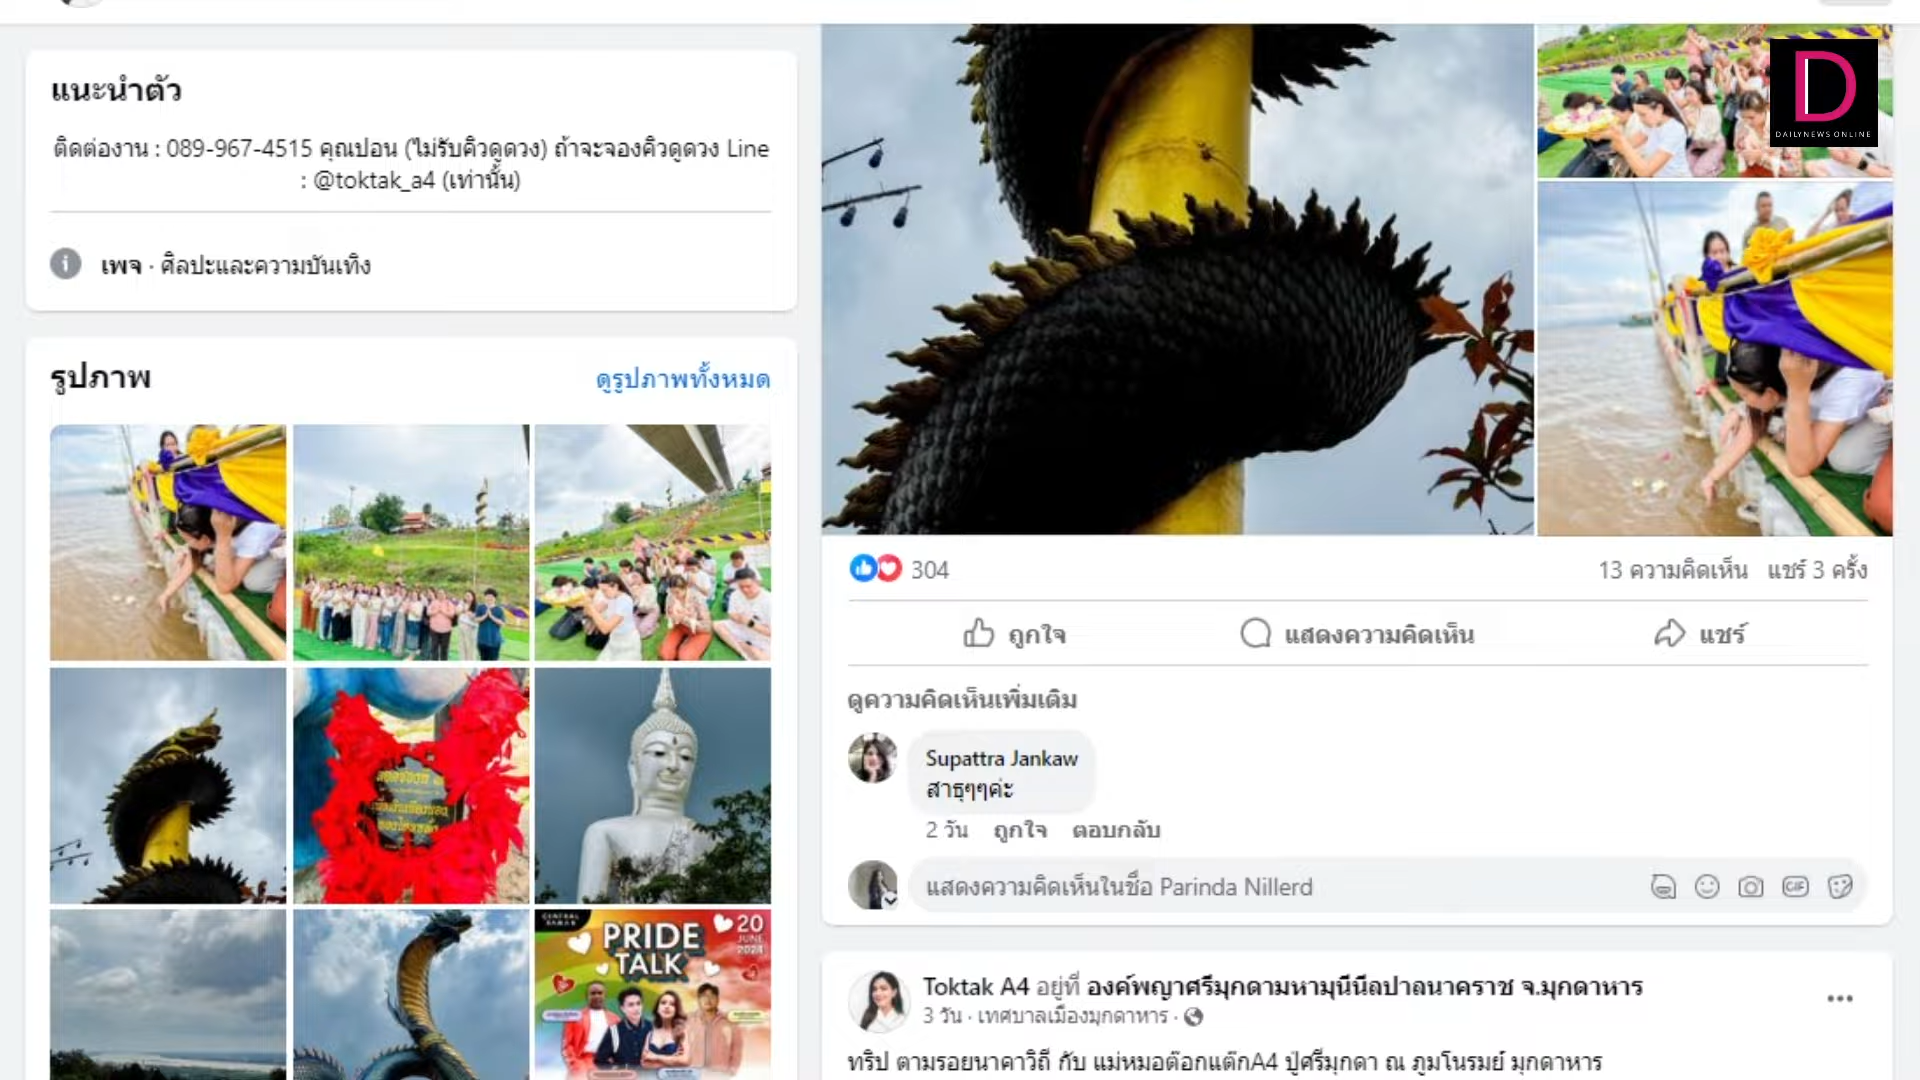 แนะนำตัว
ติดต่องาน : 089-967-4515 คุณปอน (ไม่รับคิวดูดวง) ถ้าจะจองคิวดูดวง Line
: @toktak_a4 (เท่านั้น)
เพจ · ศิลปะและความบันเทิง
รูปภาพ
ดูรูปภาพทั้งหมด
PRIDE
TALK
20
JUNE
2024
D
DAILYNEWS ONLINE
304
13 ความคิดเห็น แชร์ 3 ครั้ง
ถูกใจ
แสดงความคิดเห็น
แชร์
ดูความคิดเห็นเพิ่มเติม
Supattra Jankaw
สาธุๆๆค่ะ
2 วัน ถูกใจ ตอบกลับ
แสดงความคิดเห็นในชื่อ Parinda Nillerd
GIF
Toktak A4 อยู่ที่ องค์พญาศรีมุกดามหามุนีนีลปาลนาคราช จ.มุกดาหาร
3 วัน · เทศบาลเมืองมุกดาหาร ·
ทริป ตามรอยนาคาวิถี กับ แม่หมอต๊อกแต๊กA4 ปู่ศรีมุกดา ณ ภูมโนรมย์ มุกดาหาร